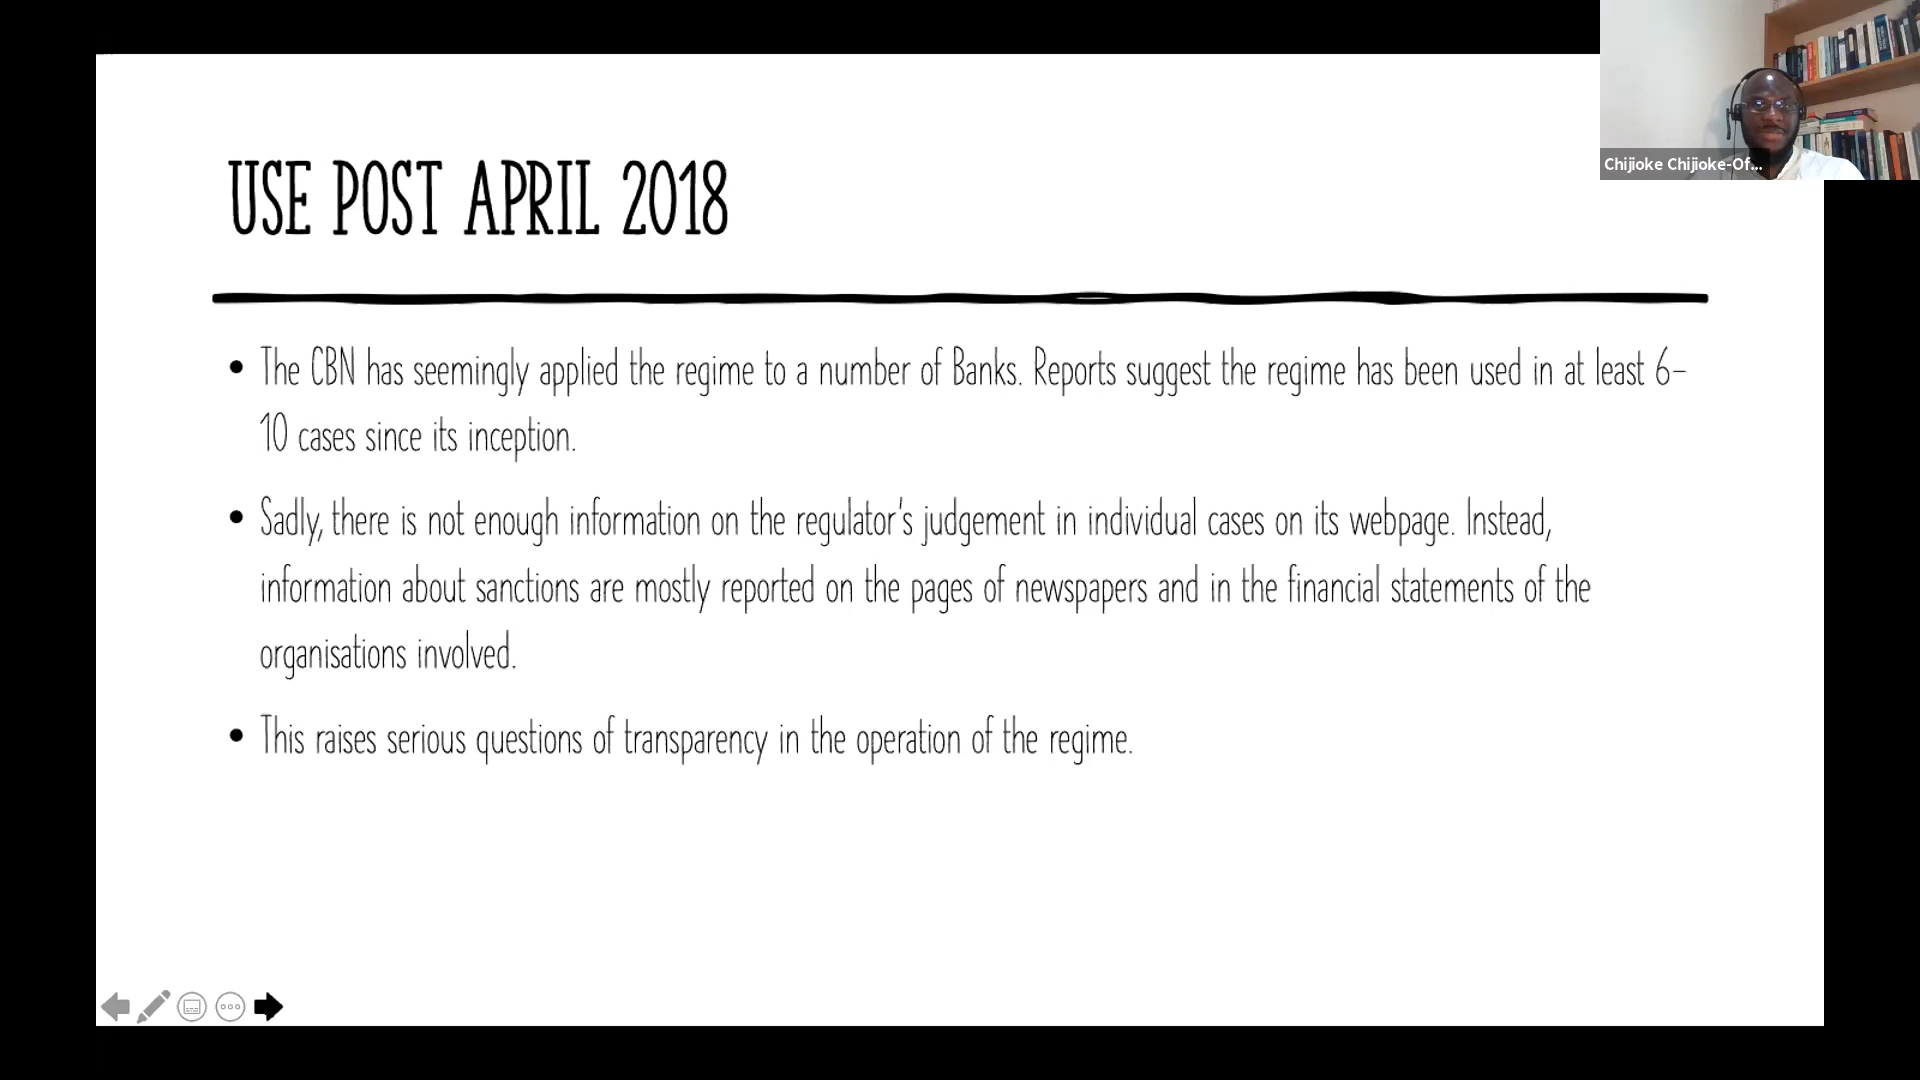 Chijioke Chijioke-Of...
USE POST APRIL 2018
• The CBN has seemingly applied the regime to a number of Banks. Reports suggest the regime has been used in at least 6-
10 cases since its inception.
• Sadly, there is not enough information on the regulator's judgement in individual cases on its webpage. Instead,
information about sanctions are mostly reported on the pages of newspapers and in the financial statements of the
organisations involved.
• This raises serious questions of transparency in the operation of the regime.